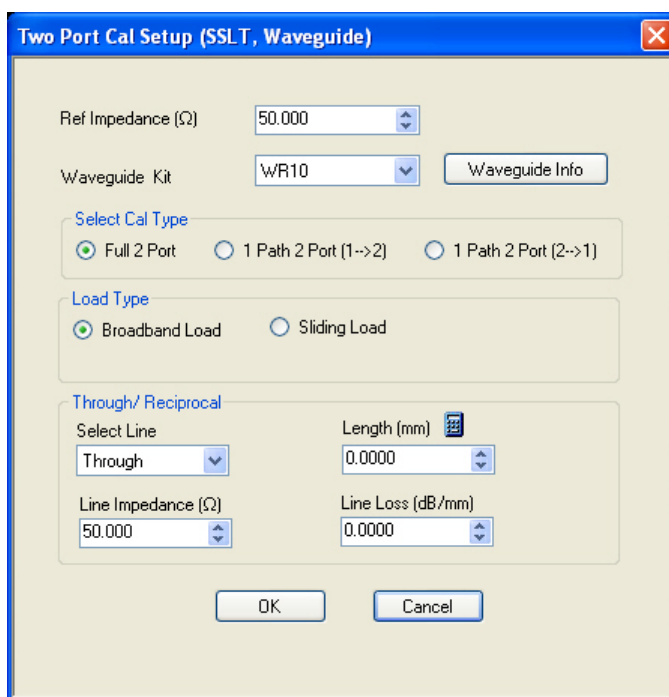 Two Port Cal Setup (SSLT, Waveguide)
Ref Impedance (Ω) 50.000
Waveguide Kit WR10 Waveguide Info
Select Cal Type
Full 2 Port 1 Path 2 Port (1-->2) 1 Path 2 Port (2-->1)
Load Type
Broadband Load Sliding Load
Through/ Reciprocal
Select Line Length (mm)
Through 0.0000
Line Impedance (Ω) Line Loss (dB/mm)
50.000 0.0000
OK Cancel